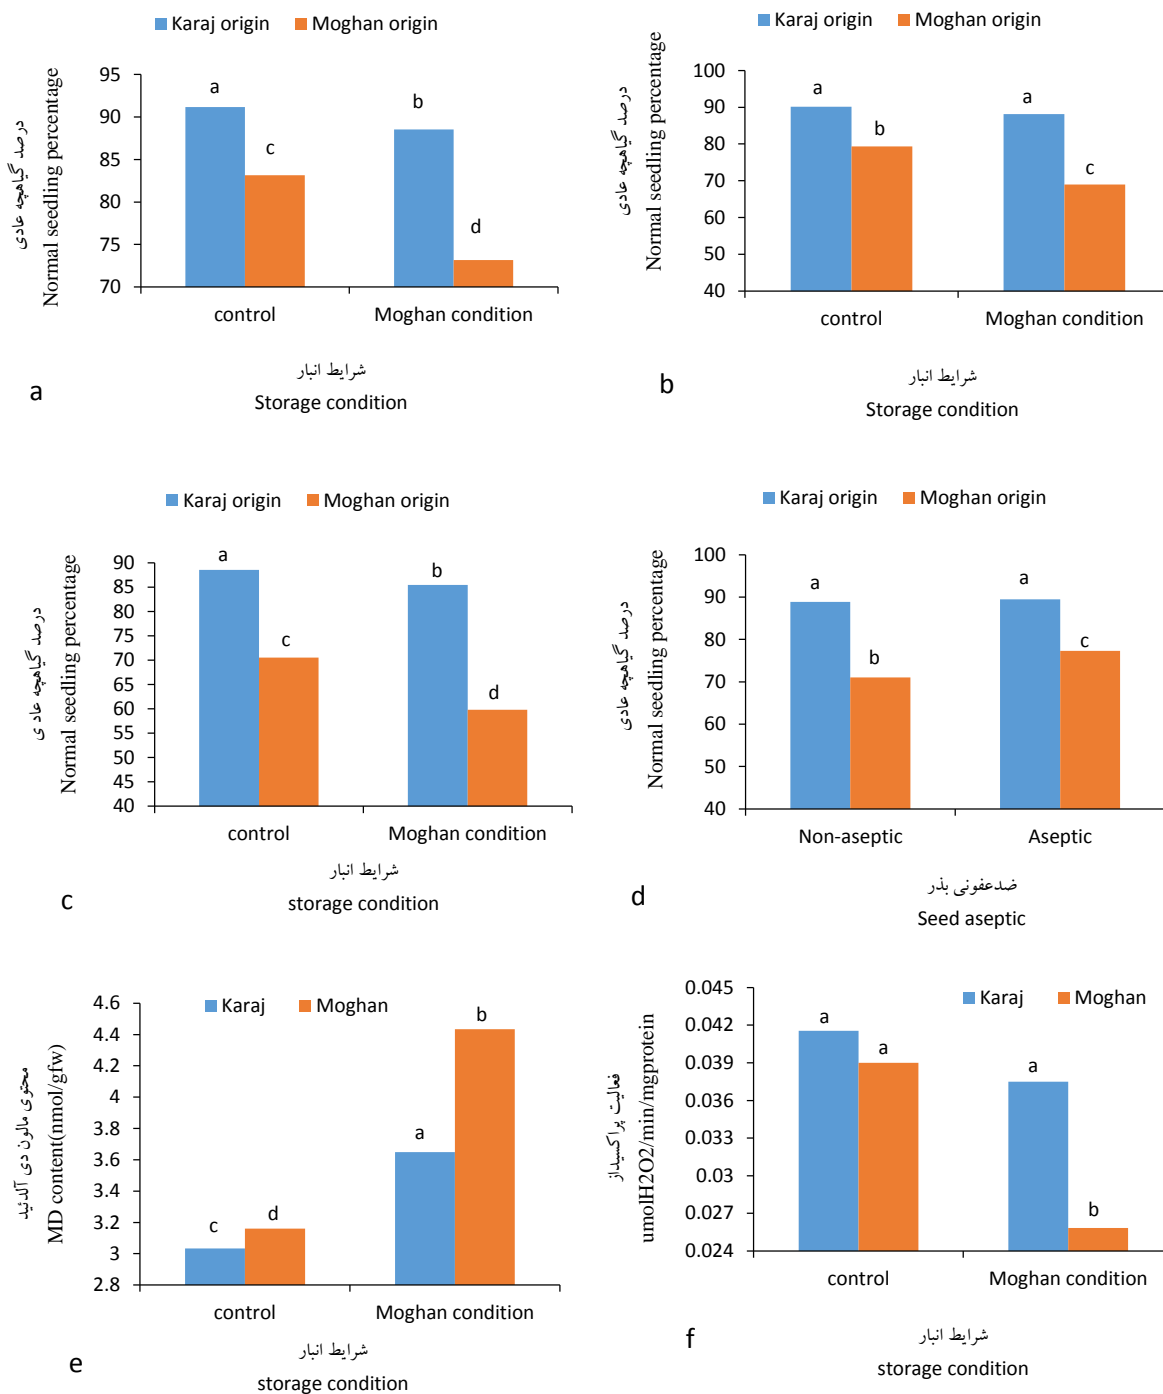 Karaj origin Moghan origin
درصد گیاهچه عادی
Normal seedling percentage
95
90
85
80
75
70
a
c
b
d
control Moghan condition
شرایط انبار
Storage condition
a
Karaj origin Moghan origin
درصد گیاهچه عادی
Normal seedling percentage
100
90
80
70
60
50
40
a
b
a
c
control Moghan condition
شرایط انبار
Storage condition
b
Karaj origin Moghan origin
درصد گیاهچه عادی
Normal seedling percentage
90
85
80
75
70
65
60
55
50
45
40
a
c
b
d
control Moghan condition
شرایط انبار
storage condition
c
Karaj origin Moghan origin
درصد گیاهچه عادی
Normal seedling percentage
100
90
80
70
60
50
40
a
b
a
c
Non-aseptic Aseptic
ضدعفونی بذر
Seed aseptic
d
Karaj Moghan
محتوی مالون دی آلدئید
MD content(nmol/gfw)
4.6
4.4
4.2
4
3.8
3.6
3.4
3.2
3
2.8
c
d
a
b
control Moghan condition
شرایط انبار
storage condition
e
Karaj Moghan
فعالیت پراکسیداز
umolH2O2/min/mgprotein
0.045
0.042
0.039
0.036
0.033
0.03
0.027
0.024
a
a
a
b
control Moghan condition
شرایط انبار
storage condition
f